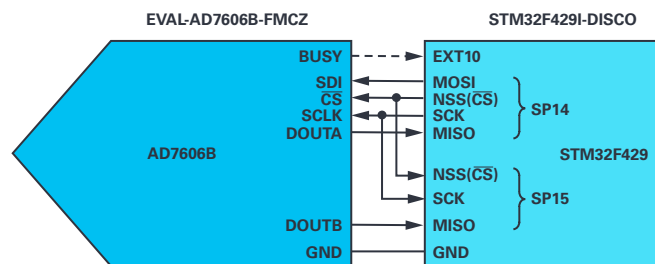 EVAL-AD7606B-FMCZ STM32F429I-DISCO
BUSY EXT10
SDI MOSI
CS NSS(CS)
SCLK SCK
SP14
DOUTA MISO
AD7606B STM32F429
NSS(CS)
SCK SP15
DOUTB MISO
GND GND